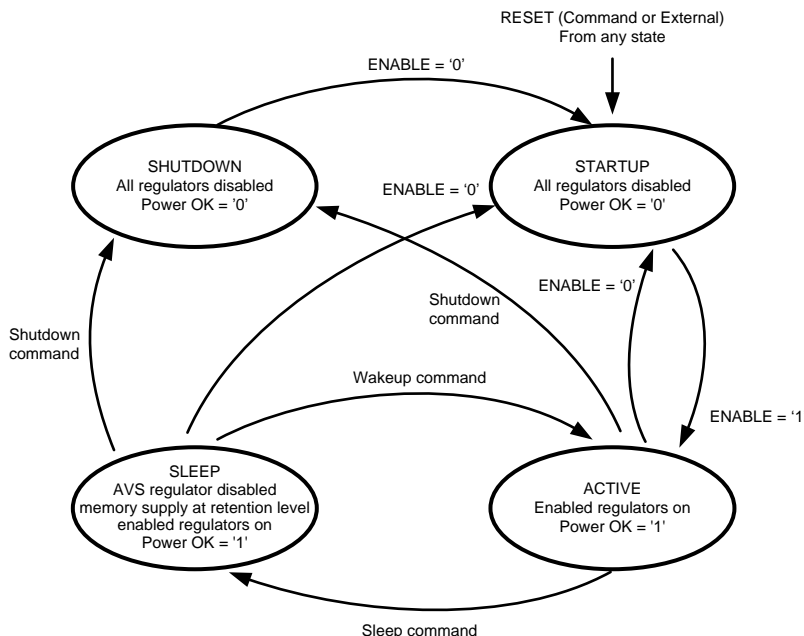 RESET (Command or External)
From any state
ENABLE = ‘0’
SHUTDOWN
All regulators disabled
Power OK = '0'
STARTUP
All regulators disabled
Power OK = '0'
ENABLE = ‘0’
ENABLE = ‘0’
Shutdown
command
Shutdown
command
Wakeup command
ENABLE = ‘1
SLEEP
AVS regulator disabled
memory supply at retention level
enabled regulators on
Power OK = '1'
ACTIVE
Enabled regulators on
Power OK = '1'
Sleep command